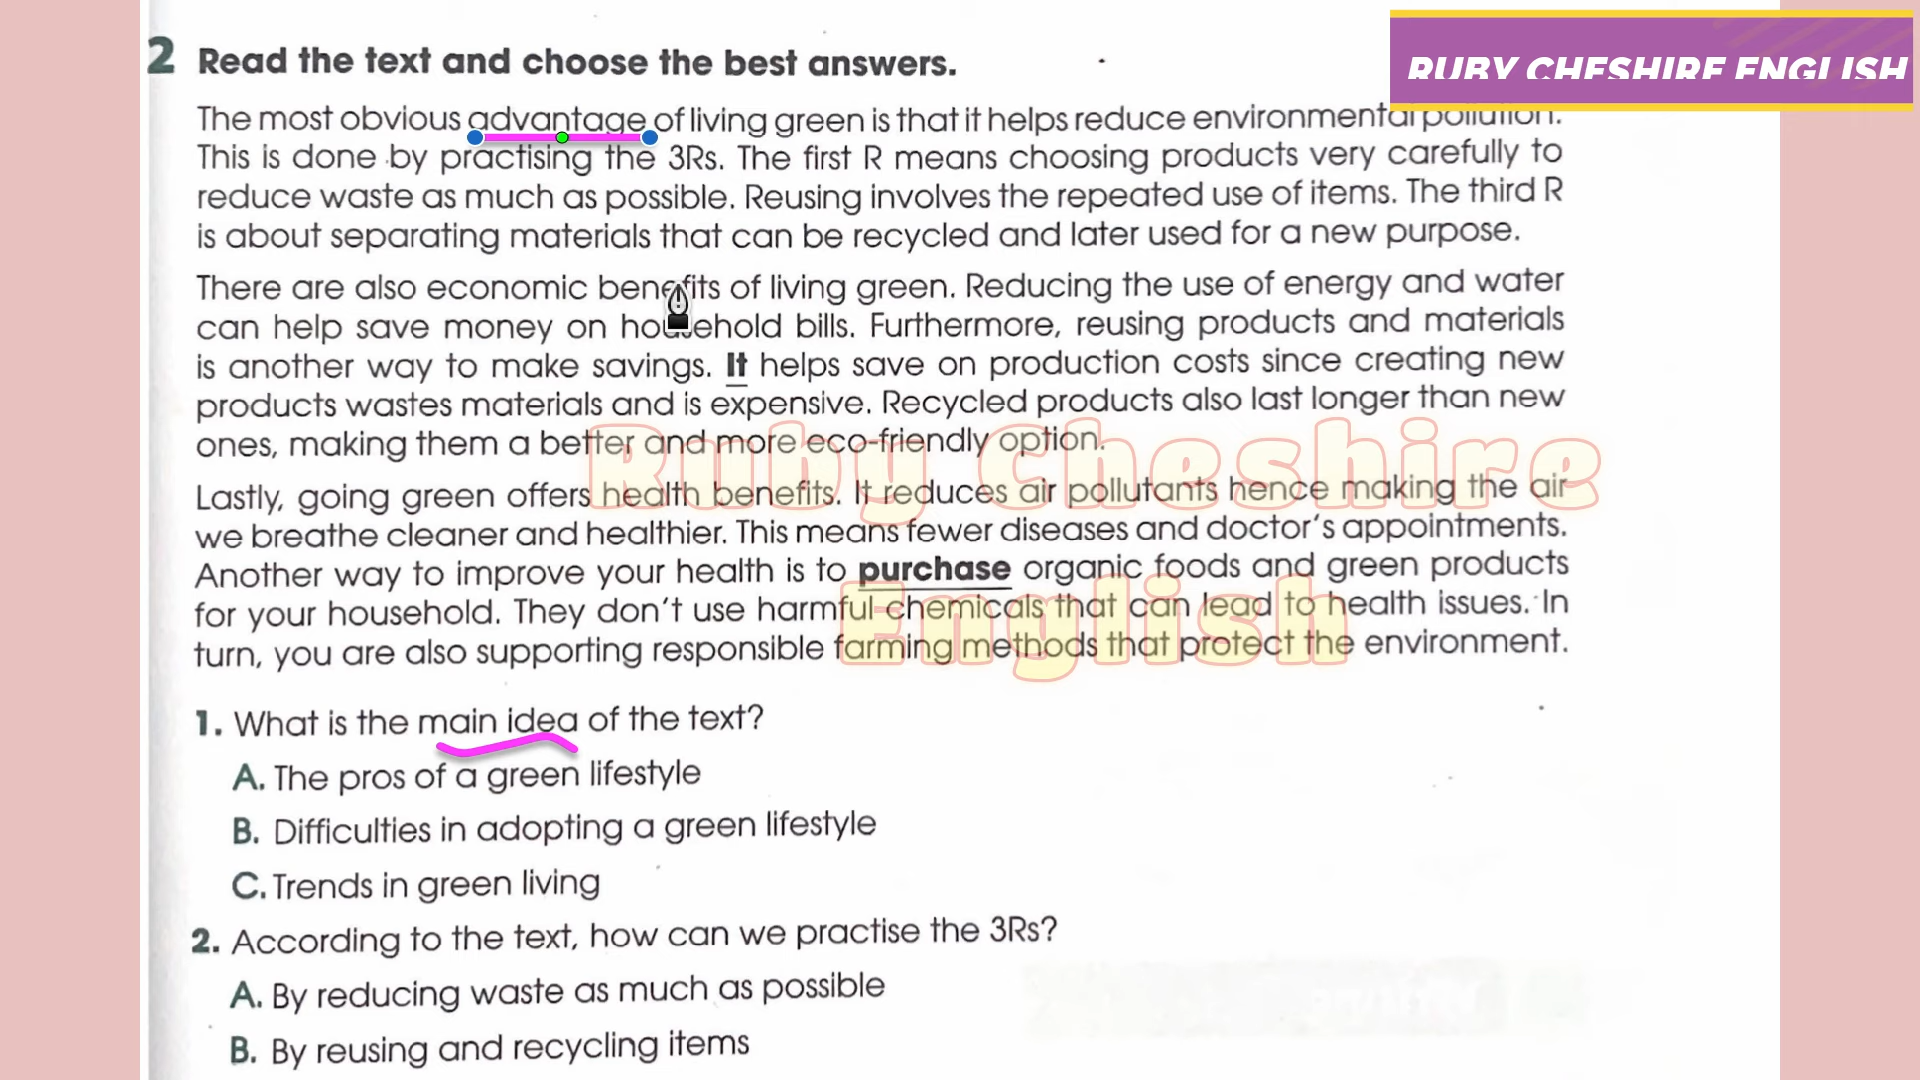 RUBY CHESHIRE ENGLISH
2 Read the text and choose the best answers.
The most obvious advantage of living green is that it helps reduce environmental pollution.
This is done by practising the 3Rs. The first R means choosing products very carefully to
reduce waste as much as possible. Reusing involves the repeated use of items. The third R
is about separating materials that can be recycled and later used for a new purpose.
There are also economic benefits of living green. Reducing the use of energy and water
can help save money on household bills. Furthermore, reusing products and materials
is another way to make savings. It helps save on production costs since creating new
products wastes materials and is expensive. Recycled products also last longer than new
ones, making them a better and more eco-friendly option.
Lastly, going green offers health benefits. It reduces air pollutants hence making the air
we breathe cleaner and healthier. This means fewer diseases and doctor's appointments.
Another way to improve your health is to purchase organic foods and green products
for your household. They don't use harmful chemicals that can lead to health issues. In
turn, you are also supporting responsible farming methods that protect the environment.
Ruby Cheshire
English
1. What is the main idea of the text?
A. The pros of a green lifestyle
B. Difficulties in adopting a green lifestyle
C. Trends in green living
2. According to the text, how can we practise the 3Rs?
A. By reducing waste as much as possible
B. By reusing and recycling items